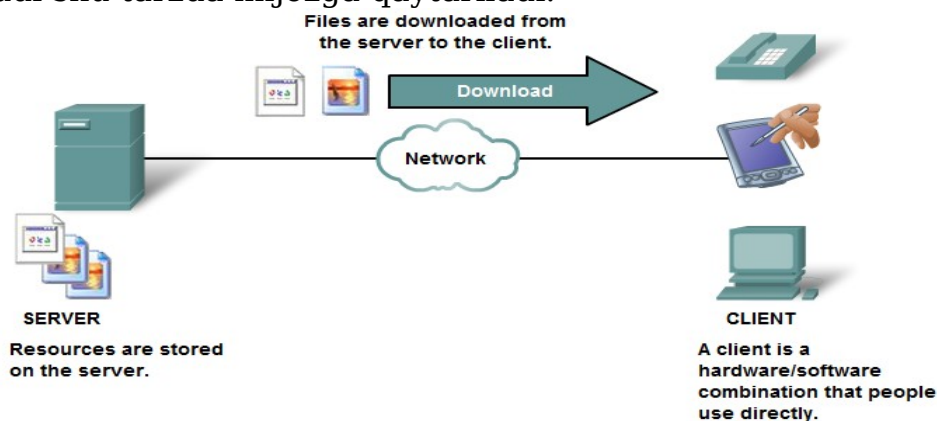 Files are downloaded from
the server to the client.
Download
Network
SERVER
Resources are stored
on the server.
CLIENT
A client is a
hardware/software
combination that people
use directly.